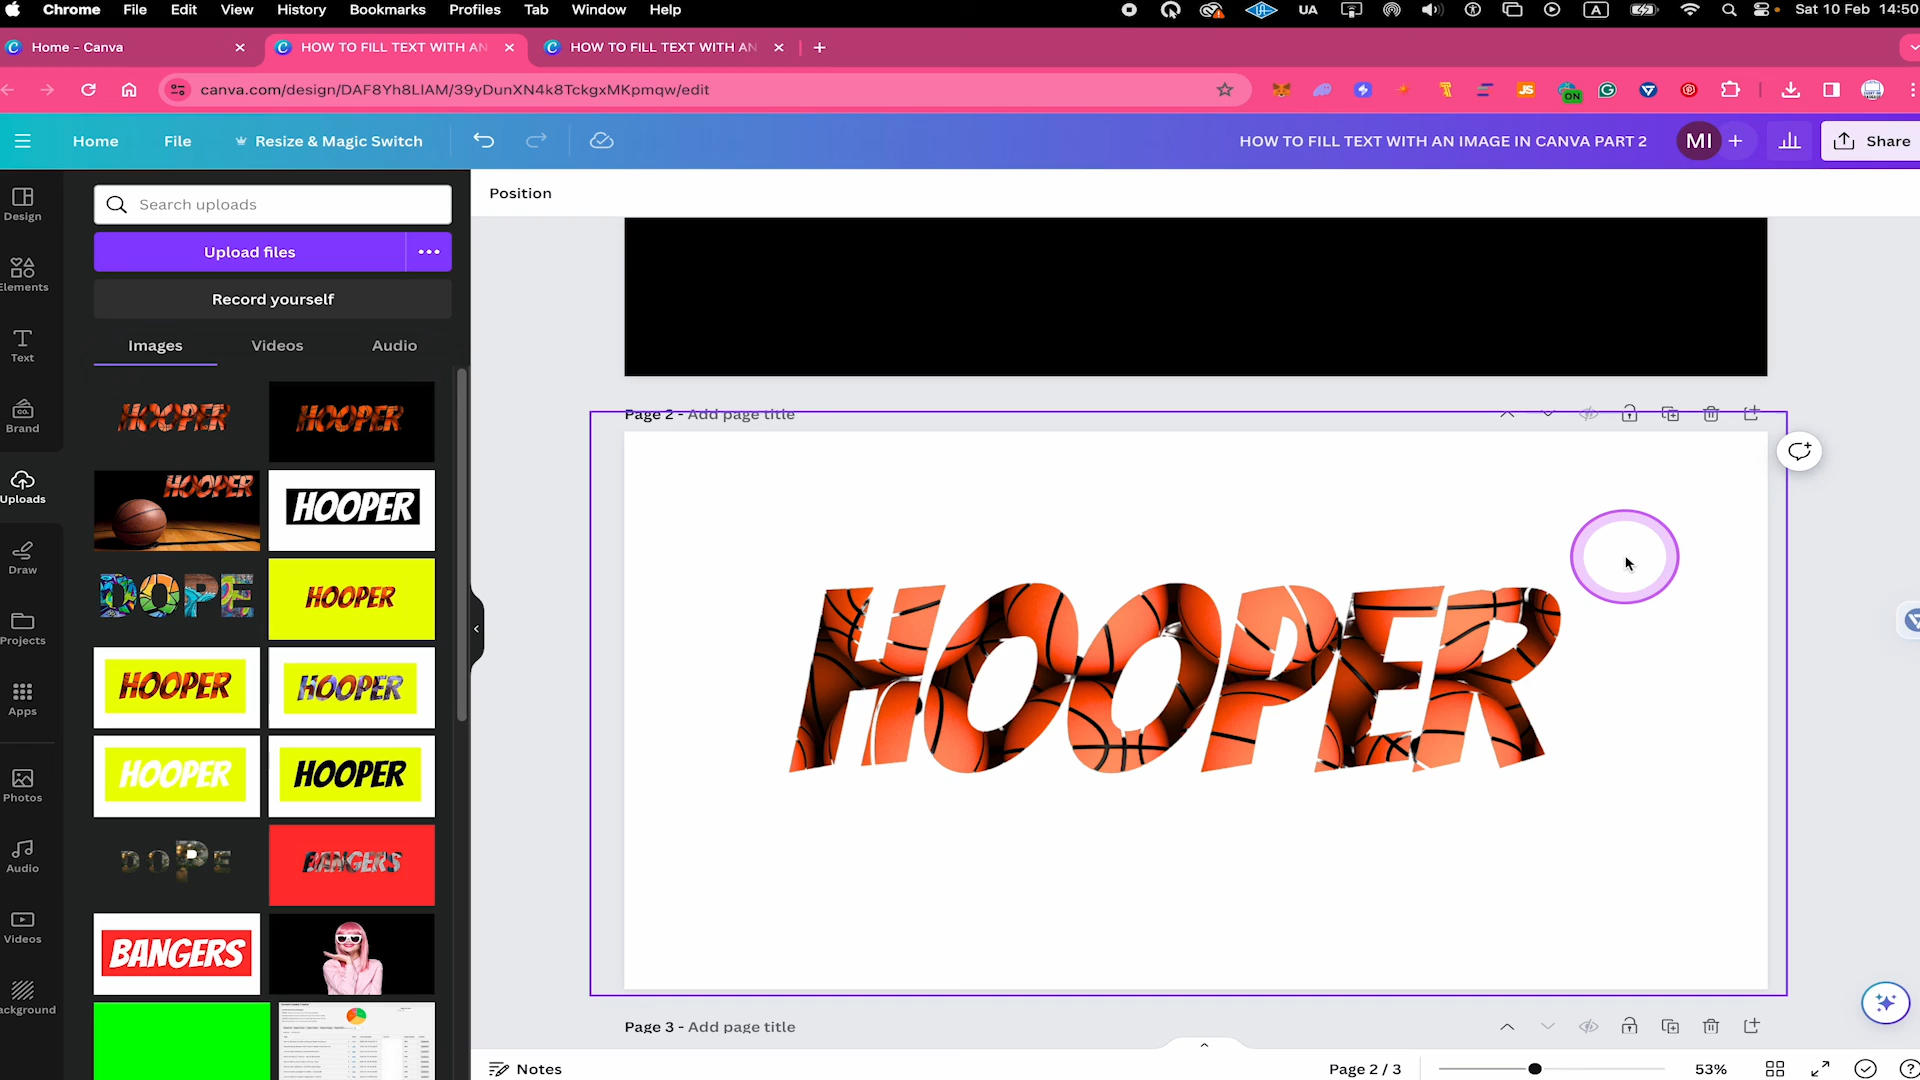 Chrome File Edit View History Bookmarks Profiles Tab Window Help UA A Sat 10 Feb 14:50
Home - Canva HOW TO FILL TEXT WITH AN HOW TO FILL TEXT WITH AN
canva.com/design/DAF8Yh8LlAM/39yDunXN4k8TckgxMKpmqw/edit JS ON
Home File Resize & Magic Switch HOW TO FILL TEXT WITH AN IMAGE IN CANVA PART 2 MI Share
Design
Elements
Text
Brand
Uploads
Draw
Projects
Apps
Photos
Audio
Videos
ackground
Search uploads
Upload files
Record yourself
Images Videos Audio
HOOPER HOOPER
HOOPER HOOPER
DOPE HOOPER
HOOPER HOOPER
HOOPER HOOPER
DOPE BANGERS
BANGERS
Position
Page 2 - Add page title
HOOPER
Page 3 - Add page title
Notes Page 2 / 3 53%